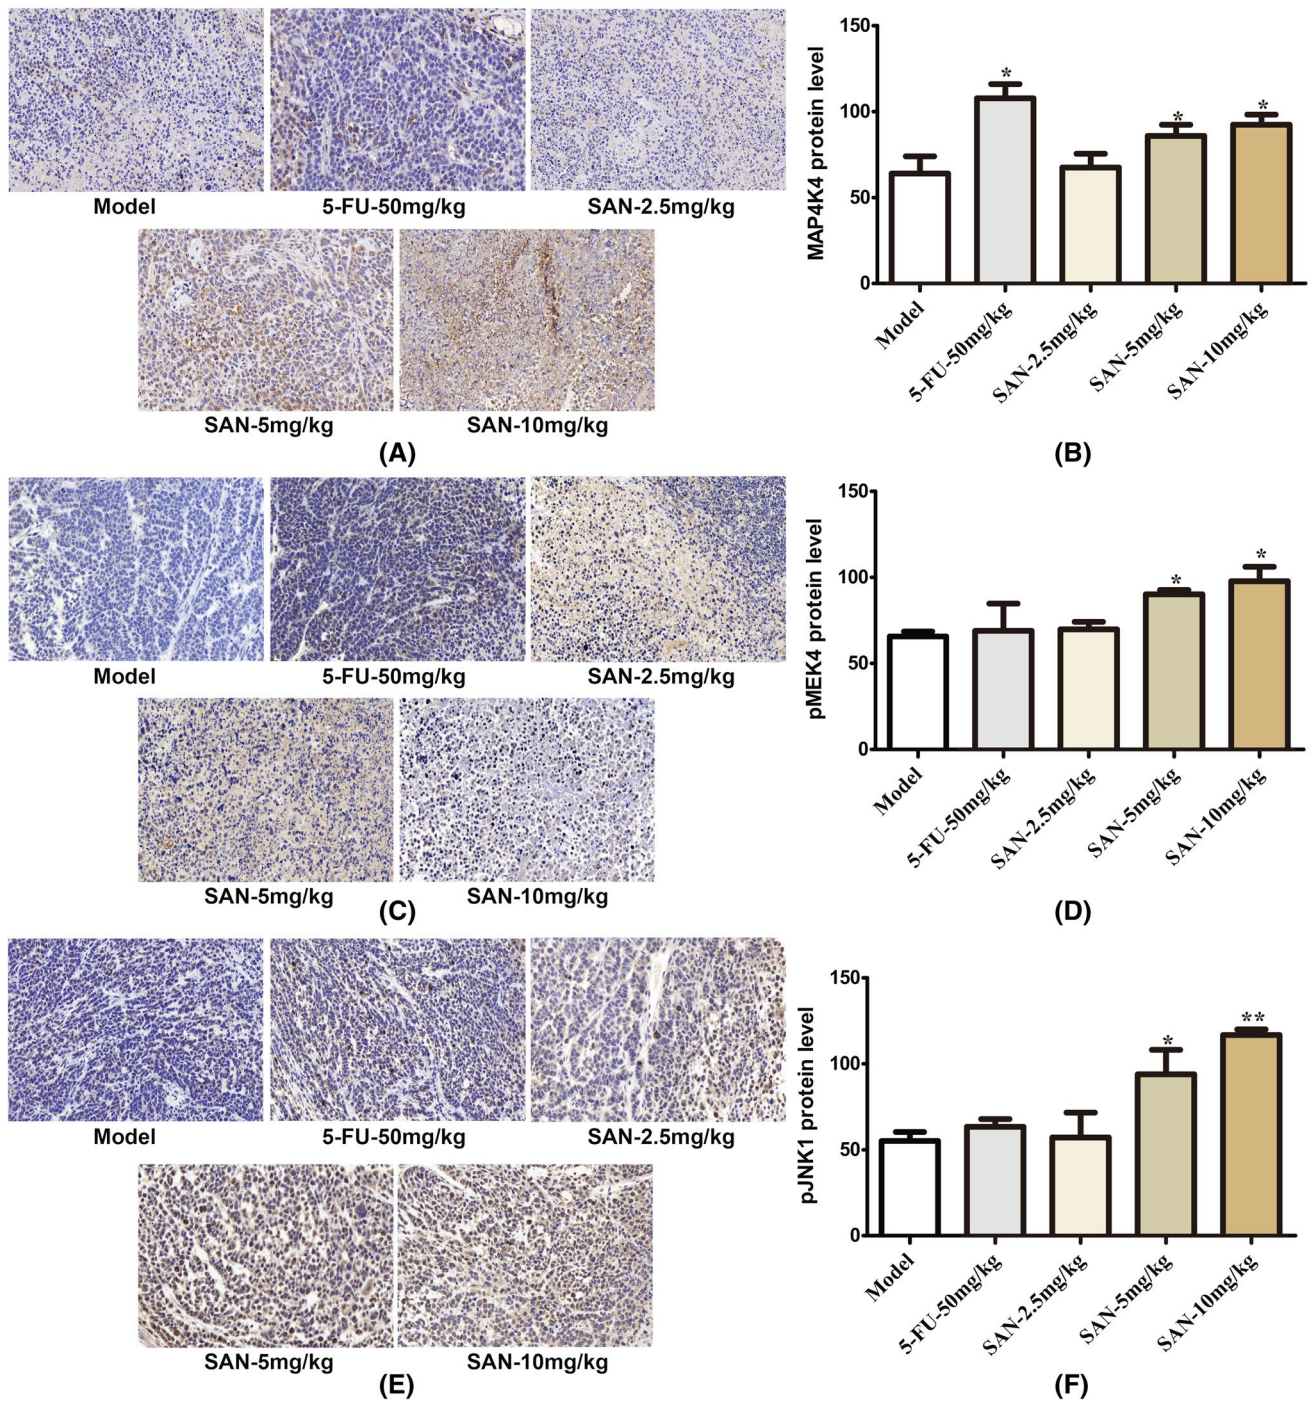 Model
5-FU-50mg/kg
SAN-2.5mg/kg
SAN-5mg/kg
SAN-10mg/kg
(A)
150
100
50
0
MAP4K4 protein level
*
*
*
Model
5-FU-50mg/kg
SAN-2.5mg/kg
SAN-5mg/kg
SAN-10mg/kg
(B)
Model
5-FU-50mg/kg
SAN-2.5mg/kg
SAN-5mg/kg
SAN-10mg/kg
(C)
150
100
50
0
pMEK4 protein level
*
*
Model
5-FU-50mg/kg
SAN-2.5mg/kg
SAN-5mg/kg
SAN-10mg/kg
(D)
Model
5-FU-50mg/kg
SAN-2.5mg/kg
SAN-5mg/kg
SAN-10mg/kg
(E)
150
100
50
0
pJNK1 protein level
*
**
Model
5-FU-50mg/kg
SAN-2.5mg/kg
SAN-5mg/kg
SAN-10mg/kg
(F)